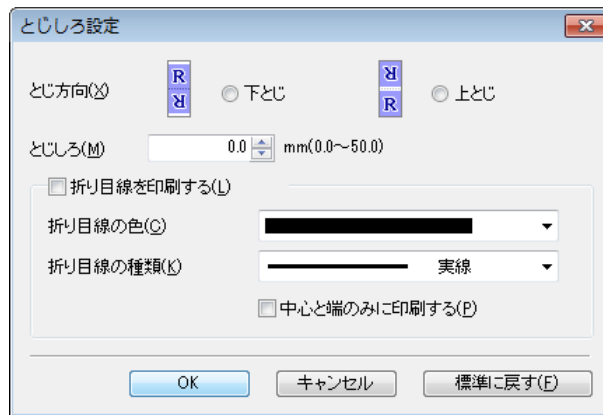 とじしろ設定
とじ方向(X)
R
R
下とじ
R
R
上とじ
とじしろ(M)
0.0
mm(0.0～50.0)
折り目線を印刷する(L)
折り目線の色(C)
折り目線の種類(K)
実線
中心と端のみに印刷する(P)
OK
キャンセル
標準に戻す(F)